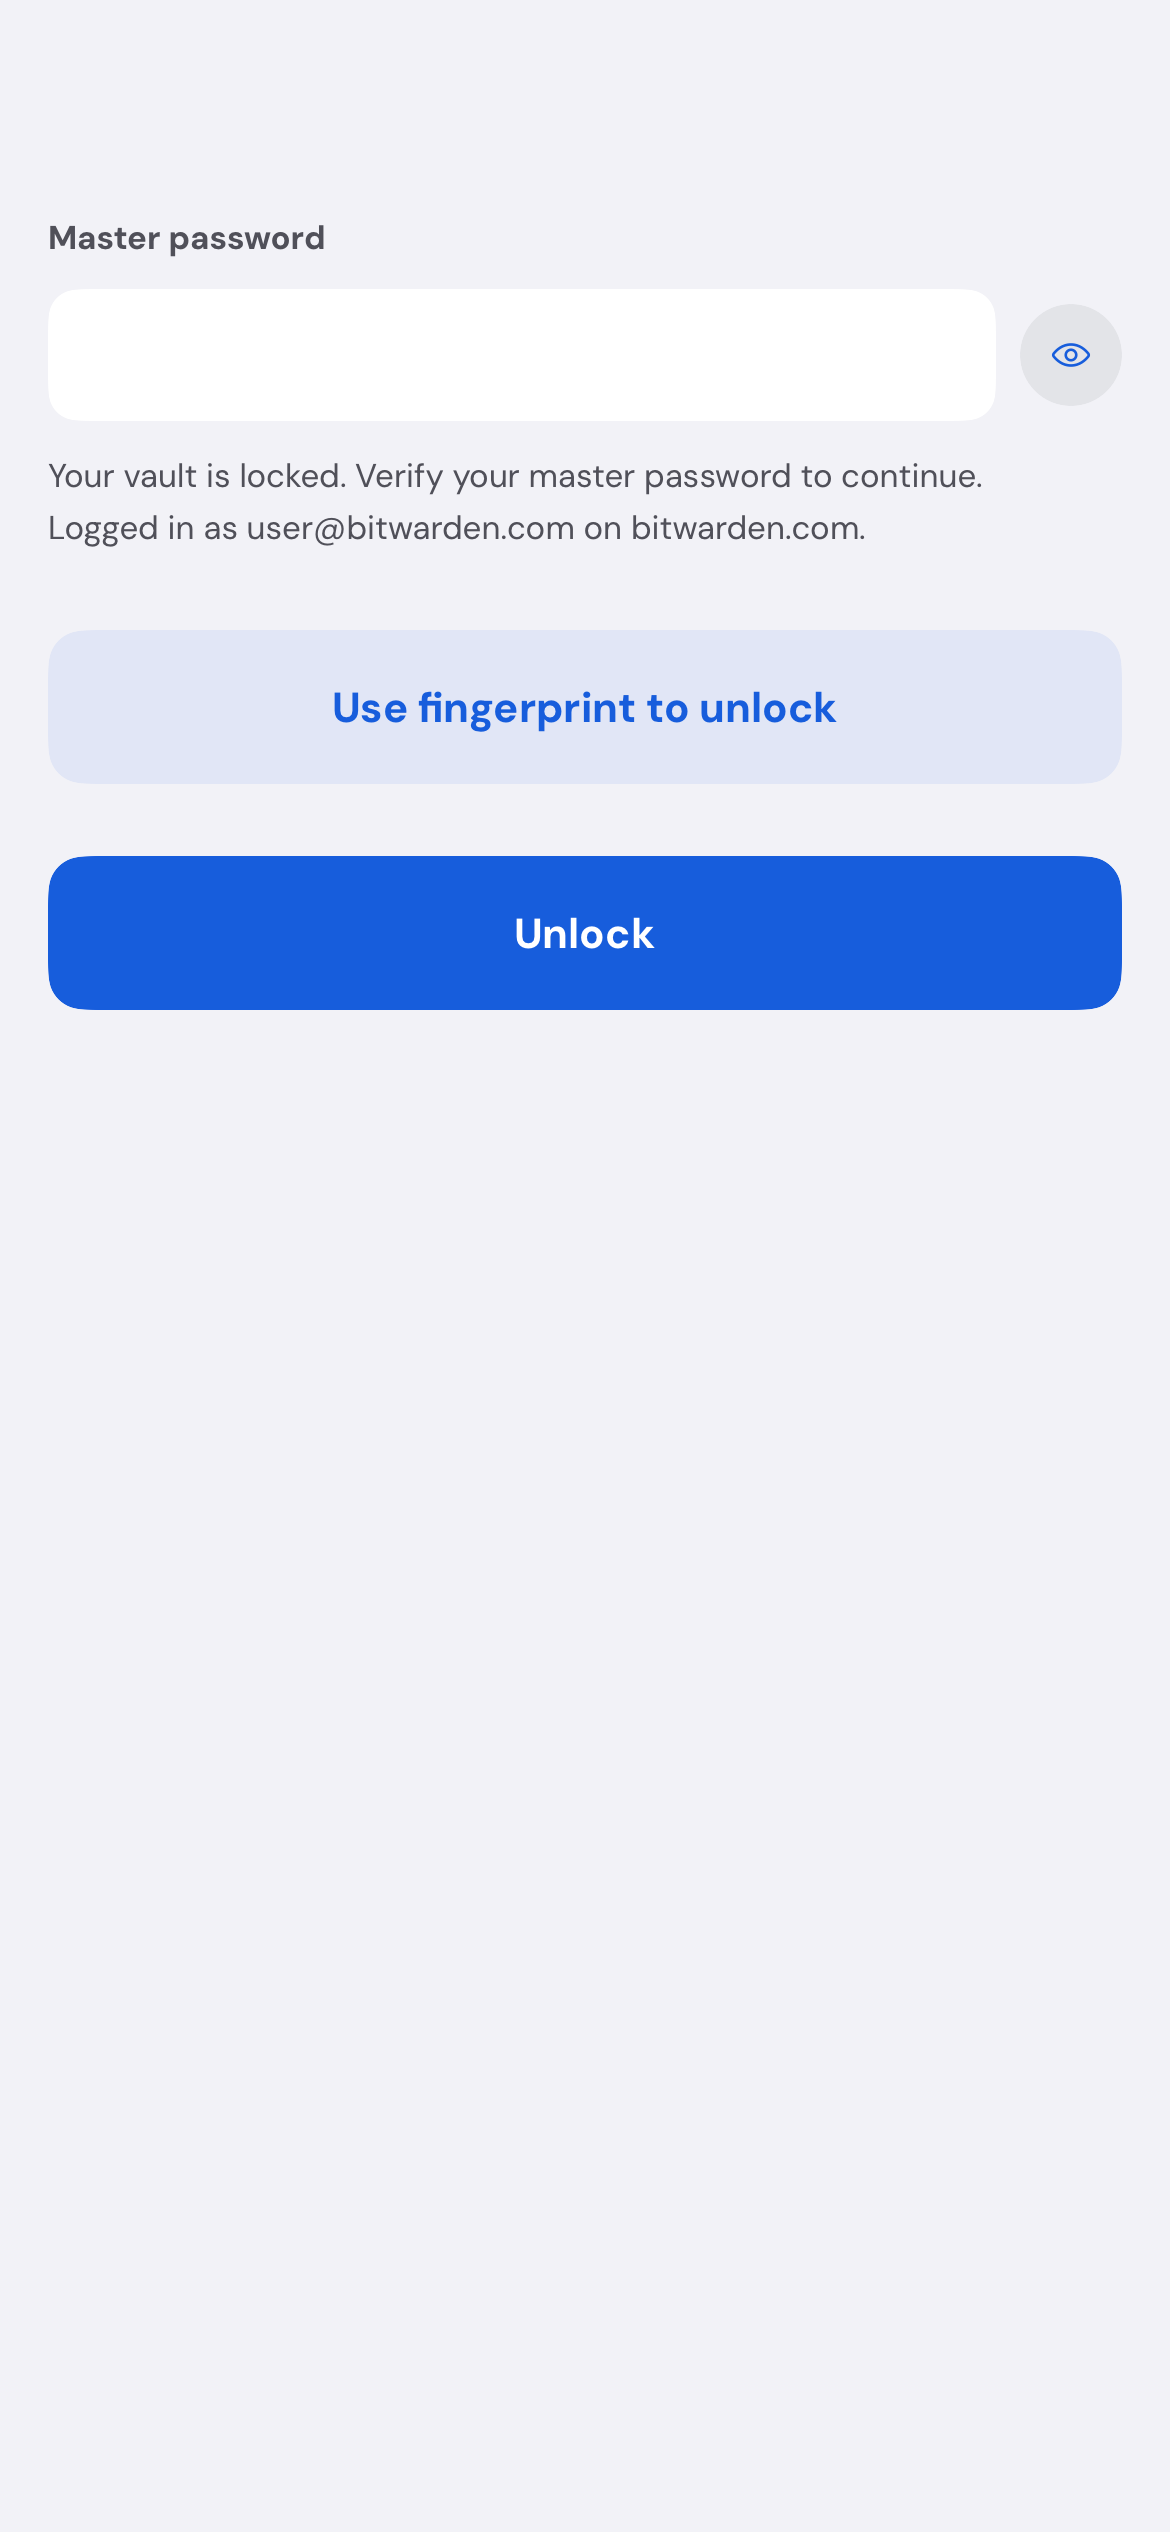 Master password
Your vault is locked. Verify your master password to continue.
Logged in as user@bitwarden.com on bitwarden.com.
Use fingerprint to unlock
Unlock